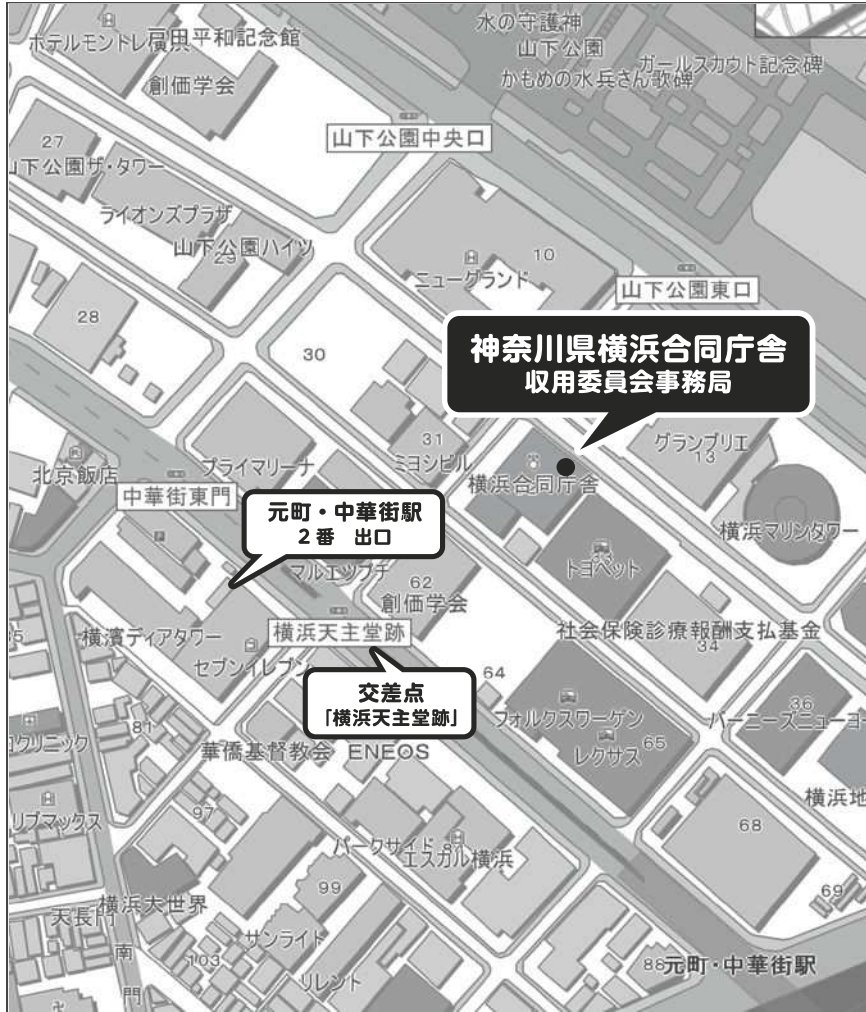 水の守護神
山下公園
ガールスカウト記念碑
かもめの水兵さん歌碑
ホテルモントレ横浜
戸田平和記念館
創価学会
山下公園中央口
27
山下公園ザ・タワー
ライオンズプラザ
山下公園ハイツ
29
10
ニューグランド
山下公園東口
28
30
神奈川県横浜合同庁舎
収用委員会事務局
31
ミヨシビル
グランプリエ
13
横浜合同庁舎
北京飯店
プライマリーナ
中華街東門
元町・中華街駅
2番 出口
横浜マリンタワー
トヨペット
マルエツプチ
62
創価学会
横浜天主堂跡
社会保険診療報酬支払基金
34
横濱ディアタワー
セブンイレブン
64
交差点
「横浜天主堂跡」
フォルクスワーゲン
レクサス
65
36
バーニーズニューヨー
81
華僑基督教会
ENEOS
クリニック
横浜地
リブマックス
97
68
パークサイド
エスカル横浜
99
69
横浜大世界
天長門
サンライト
103
リレント
南
門
88
元町・中華街駅